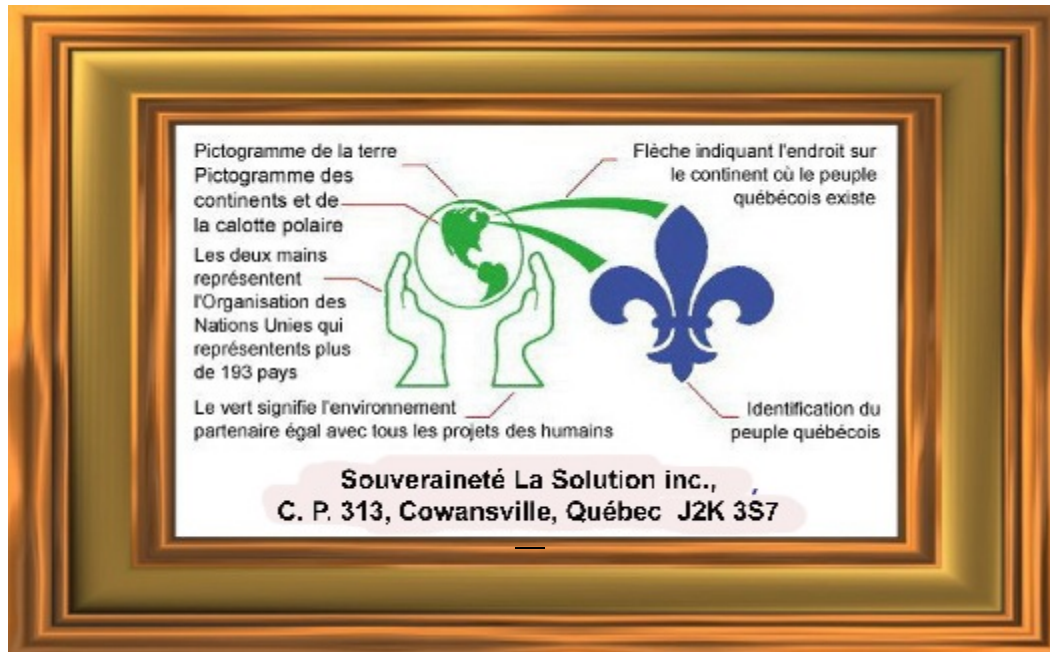 Pictogramme de la terre
Pictogramme des
continents et de
la calotte polaire
Les deux mains
représentent
l'Organisation des
Nations Unies qui
représentents plus
de 193 pays
Le vert signifie l'environnement
partenaire égal avec tous les projets des humains
Flèche indiquant l'endroit sur
le continent où le peuple
québécois existe
Identification du
peuple québécois
Souveraineté La Solution inc.,
C. P. 313, Cowansville, Québec J2K 3S7